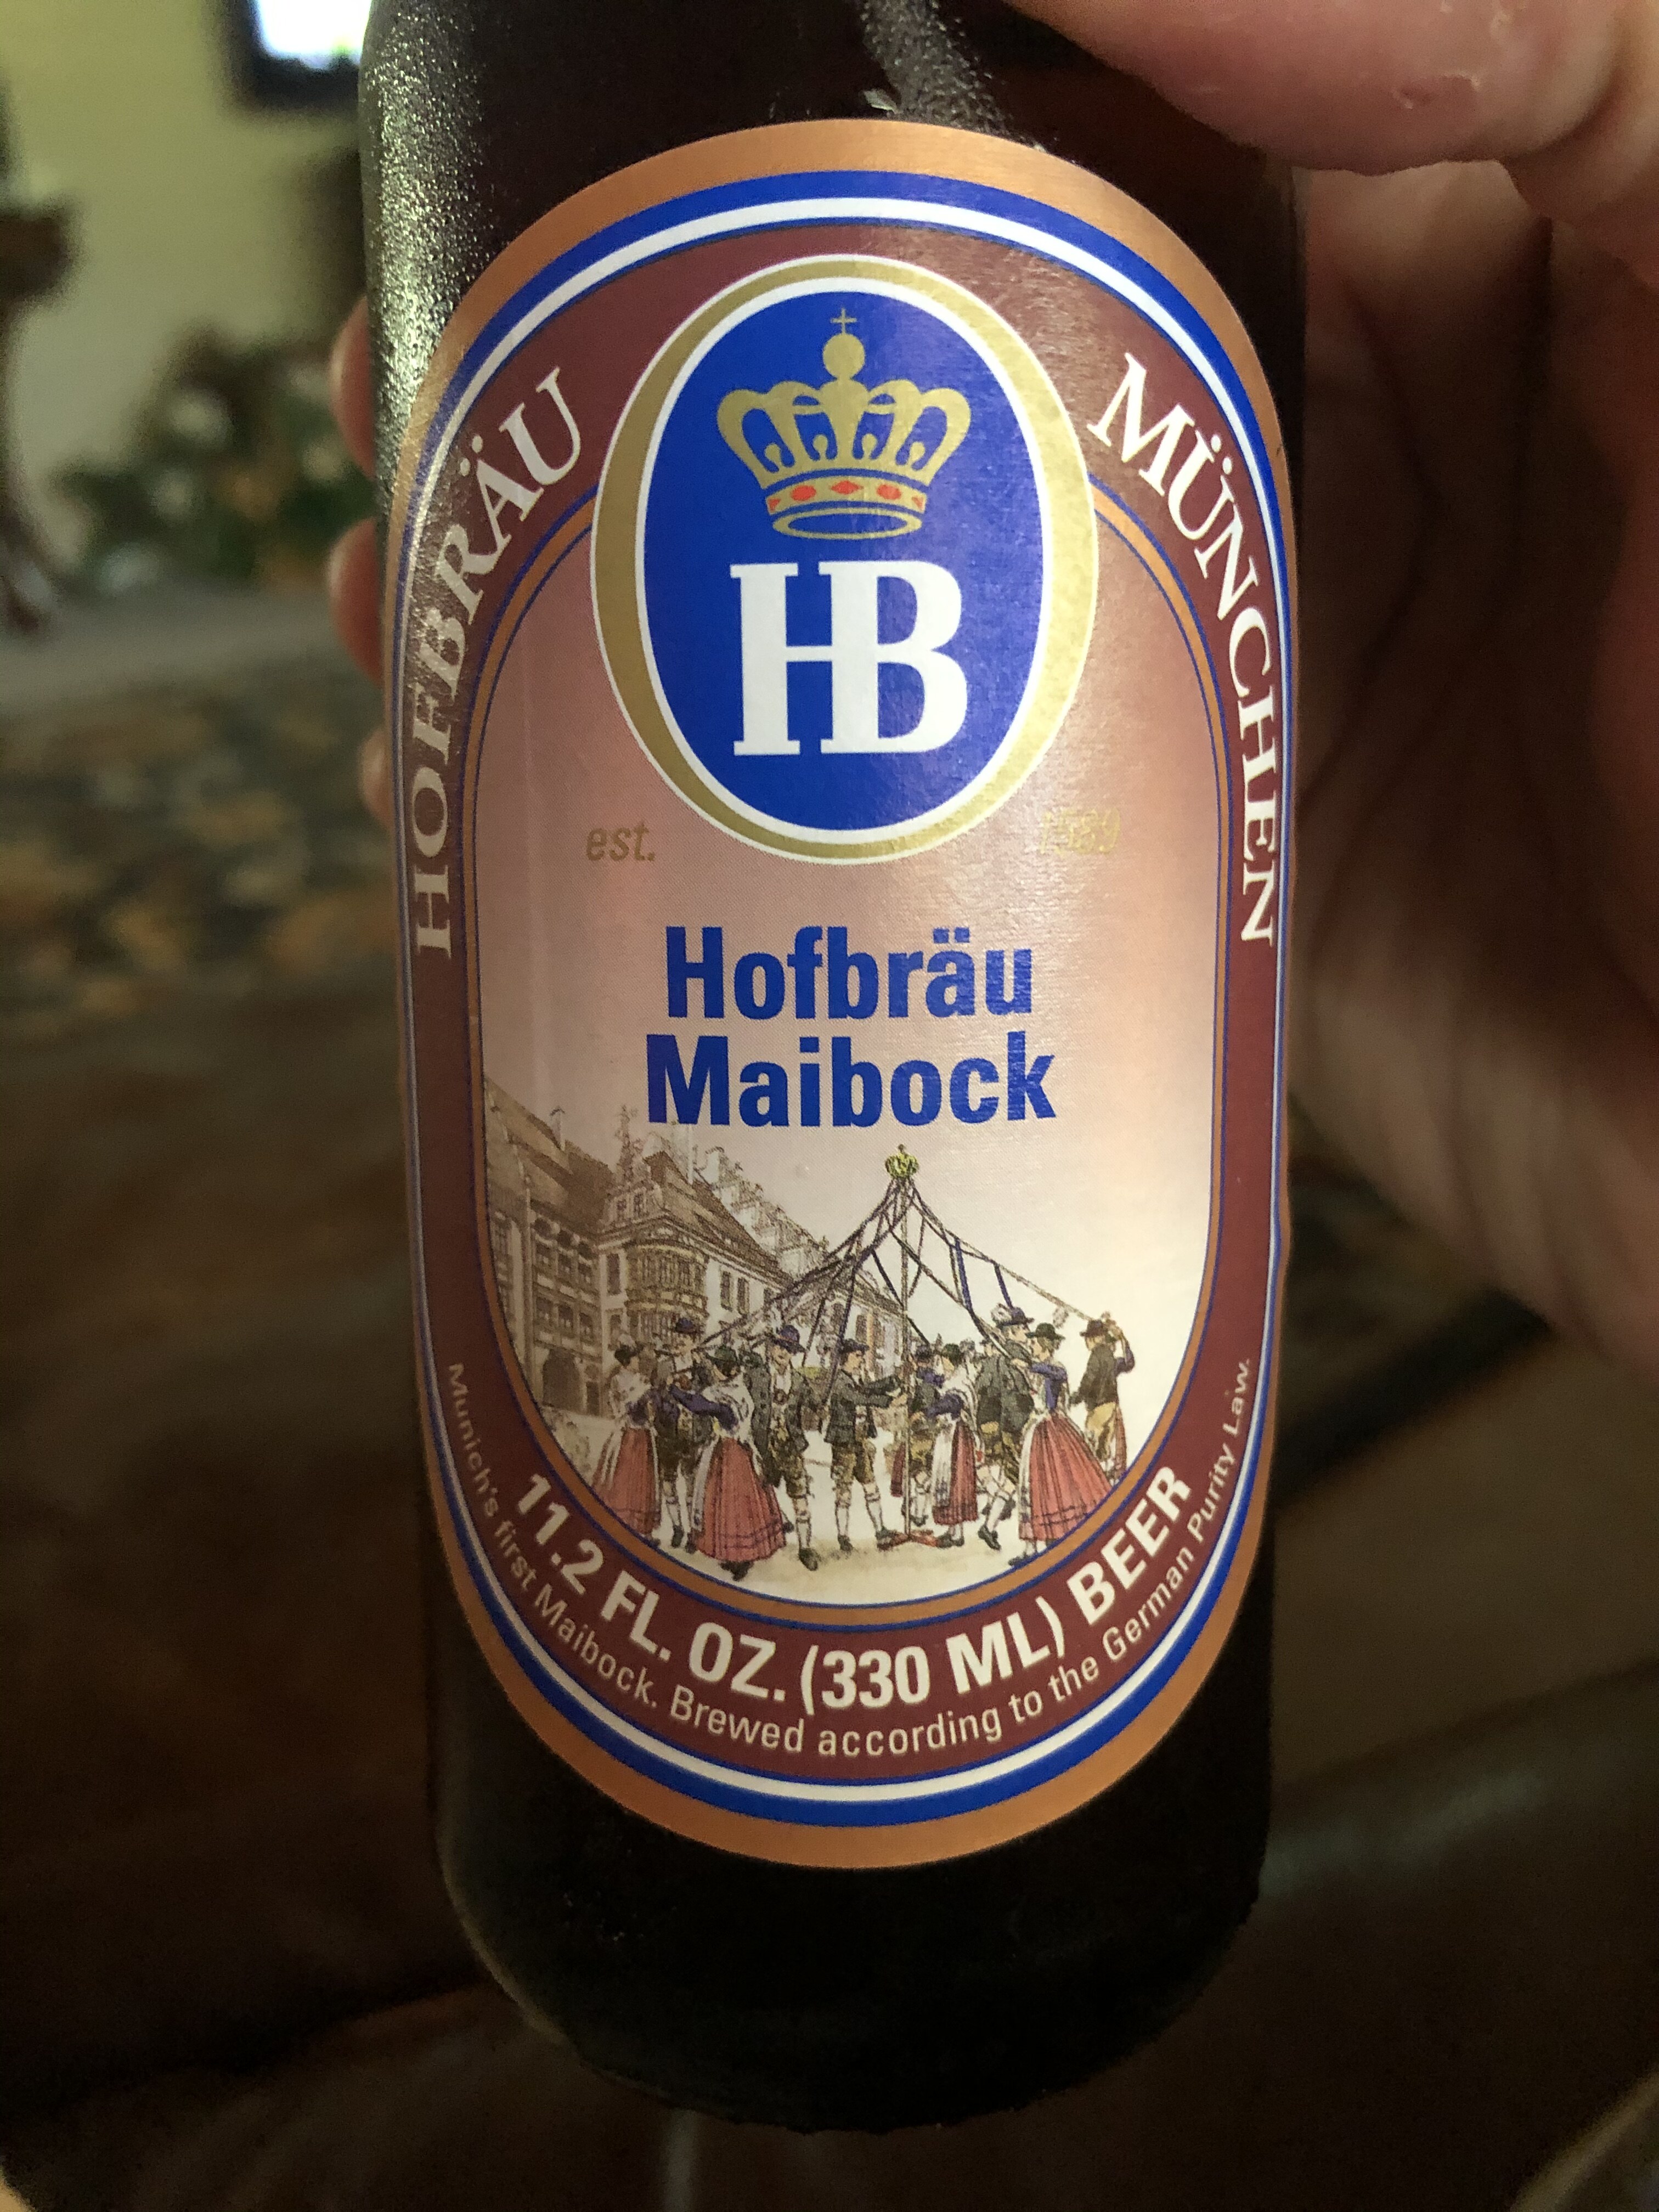 HOFBRÄU MÜNCHEN
HB
est. 1589
Hofbräu
Maibock
11.2 FL. OZ. (330 ML) BEER
Munich's first Maibock. Brewed according to the German Purity Law.